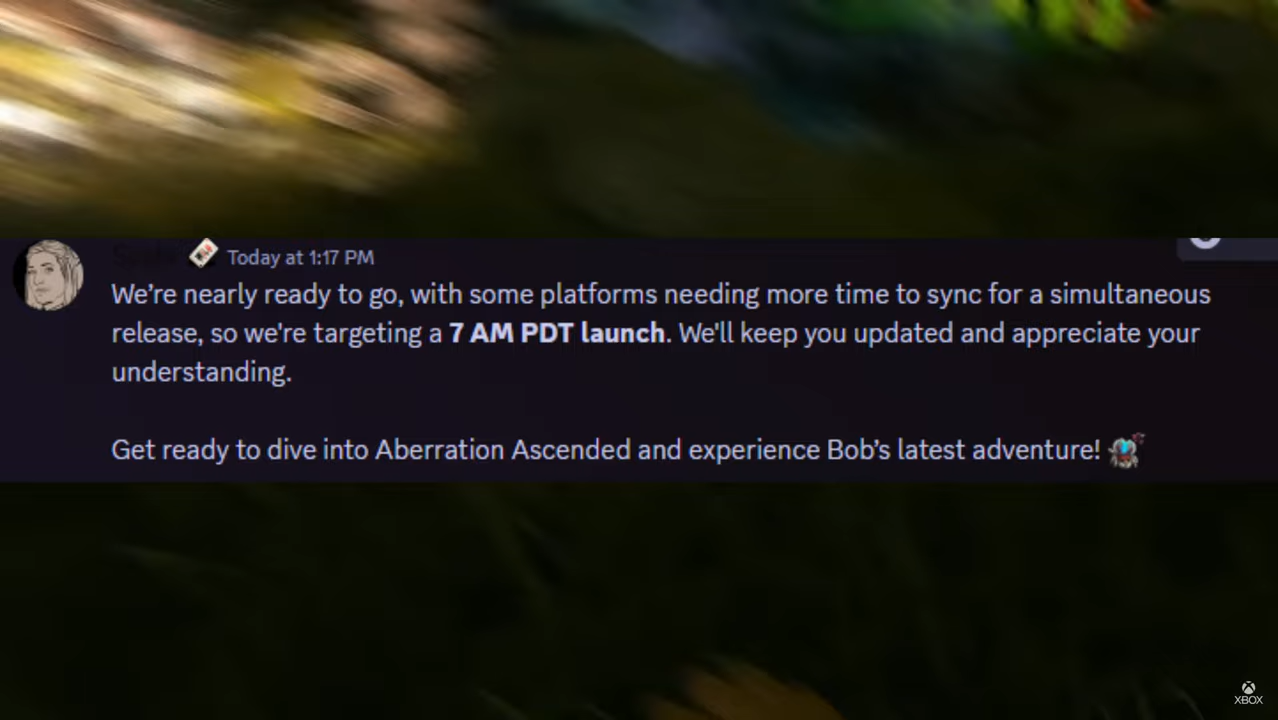 Today at 1:17 PM
We’re nearly ready to go, with some platforms needing more time to sync for a simultaneous
release, so we're targeting a 7 AM PDT launch. We'll keep you updated and appreciate your
understanding.
Get ready to dive into Aberration Ascended and experience Bob’s latest adventure!
XBOX